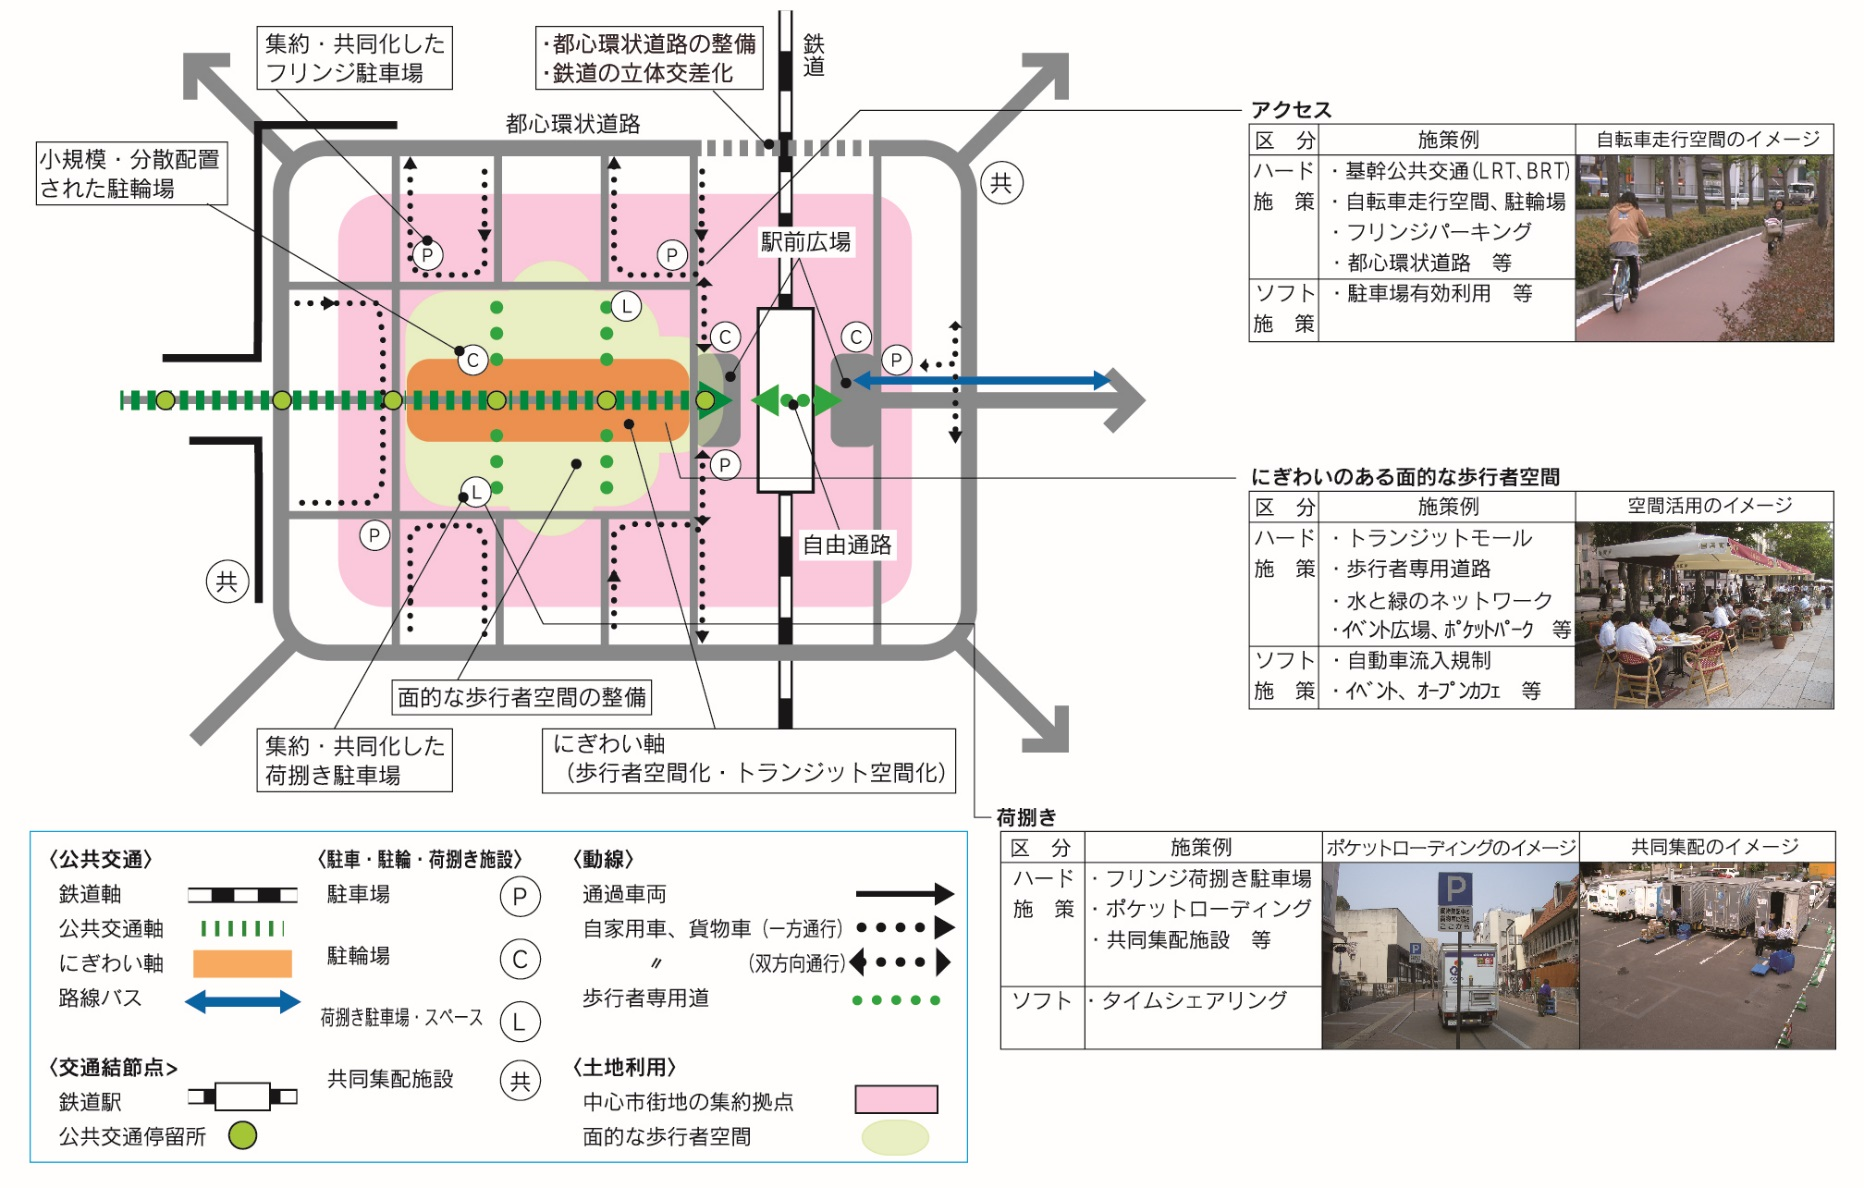 集約・共同化した
フリンジ駐車場
・都心環状道路の整備
・鉄道の立体交差化
鉄道
都心環状道路
小規模・分散配置
された駐輪場
共
P
P
駅前広場
L
C
C
C
P
L
P
P
自由通路
共
面的な歩行者空間の整備
集約・共同化した
荷捌き駐車場
にぎわい軸
（歩行者空間化・トランジット空間化）
アクセス
区 分 施策例 自転車走行空間のイメージ
ハード ・基幹公共交通(LRT、BRT)
施 策 ・自転車走行空間、駐輪場
・フリンジパーキング
・都心環状道路 等
ソフト ・駐車場有効利用 等
施 策
にぎわいのある面的な歩行者空間
区 分 施策例 空間活用のイメージ
ハード ・トランジットモール
施 策 ・歩行者専用道路
・水と緑のネットワーク
・ｲﾍﾞﾝﾄ広場、ﾎﾟｹｯﾄﾊﾟｰｸ 等
ソフト ・自動車流入規制
施 策 ・ｲﾍﾞﾝﾄ、ｵｰﾌﾟﾝｶﾌｪ 等
荷捌き
区 分 施策例 ポケットローディングのイメージ 共同集配のイメージ
ハード ・フリンジ荷捌き駐車場
施 策 ・ポケットローディング
・共同集配施設 等
ソフト ・タイムシェアリング
P
P
〈公共交通〉
鉄道軸
公共交通軸
にぎわい軸
路線バス
〈交通結節点>
鉄道駅
公共交通停留所
〈駐車・駐輪・荷捌き施設〉
駐車場 P
駐輪場 C
荷捌き駐車場・スペース L
共同集配施設 共
〈動線〉
通過車両
自家用車、貨物車（一方通行）
〃 （双方向通行）
歩行者専用道
〈土地利用〉
中心市街地の集約拠点
面的な歩行者空間